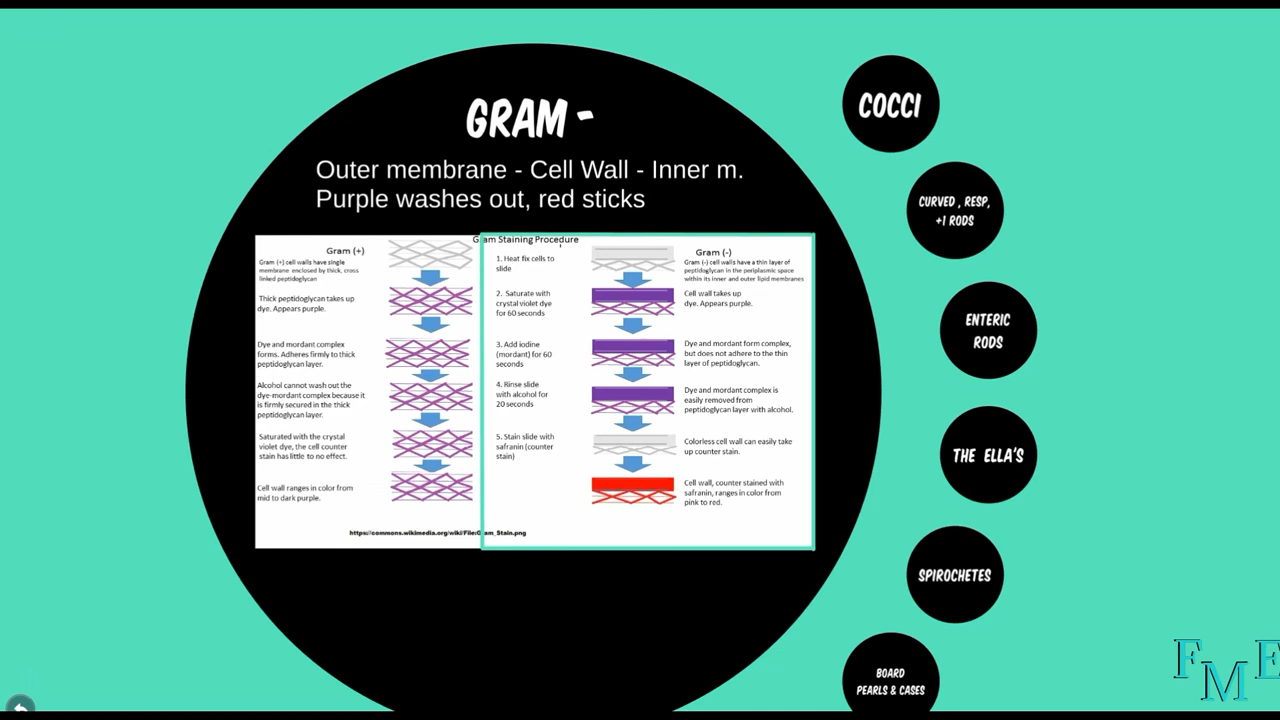 GRAM -
Outer membrane - Cell Wall - Inner m.
Purple washes out, red sticks
Gram Staining Procedure
Gram (+)
Gram (+) cell walls have single
membrane enclosed by thick, cross
linked peptidoglycan
Thick peptidoglycan takes up
dye. Appears purple.
Dye and mordant complex
forms. Adheres firmly to thick
peptidoglycan layer.
Alcohol cannot wash out the
dye-mordant complex because it
is firmly secured in the thick
peptidoglycan layer.
Saturated with the crystal
violet dye, the cell counter
stain has little to no effect.
Cell wall ranges in color from
mid to dark purple.
1. Heat fix cells to
slide
2. Saturate with
crystal violet dye
for 60 seconds
3. Add iodine
(mordant) for 60
seconds
4. Rinse slide
with alcohol for
20 seconds
5. Stain slide with
safranin (counter
stain)
Gram (-)
Gram (-) cell walls have a thin layer of
peptidoglycan in the periplasmic space
within its inner and outer lipid membranes
Cell wall takes up
dye. Appears purple.
Dye and mordant form complex,
but does not adhere to the thin
layer of peptidoglycan.
Dye and mordant complex is
easily removed from
peptidoglycan layer with alcohol.
Colorless cell wall can easily take
up counter stain.
Cell wall, counter stained with
safranin, ranges in color from
pink to red.
https://commons.wikimedia.org/wiki/File:Gram_Stain.png
COCCI
CURVED , RESP,
+1 RODS
ENTERIC
RODS
THE ELLA'S
SPIROCHETES
BOARD
PEARLS & CASES
FME